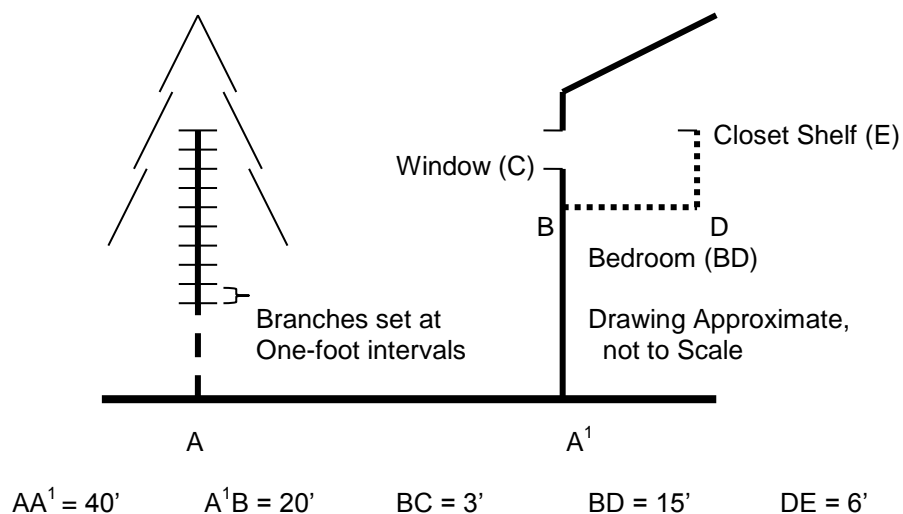 Closet Shelf (E)
Window (C)
B
D
Bedroom (BD)
Branches set at
One-foot intervals
Drawing Approximate,
not to Scale
A
A¹
AA¹ = 40’ A¹B = 20’ BC = 3’ BD = 15’ DE = 6’